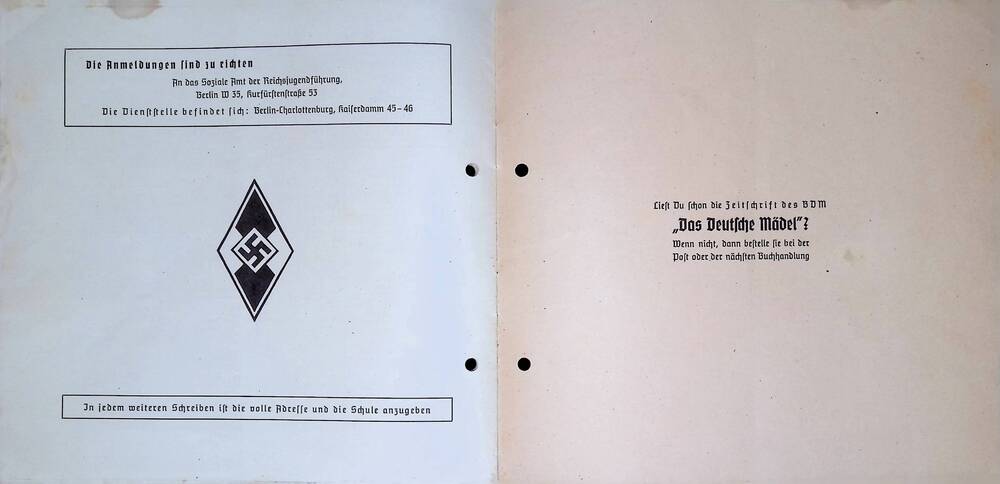 Die Anmeldungen sind zu richten
An das Soziale Amt der Reichsjugendführung,
Berlin W 35, Kurfürstenstraße 53
Die Dienststelle befindet sich: Berlin-Charlottenburg, Kaiserdamm 45–46
In jedem weiteren Schreiben ist die volle Adresse und die Schule anzugeben
Liest Du schon die Zeitschrift des BDM
„Das Deutsche Mädel“?
Wenn nicht, dann bestelle sie bei der
Post oder der nächsten Buchhandlung